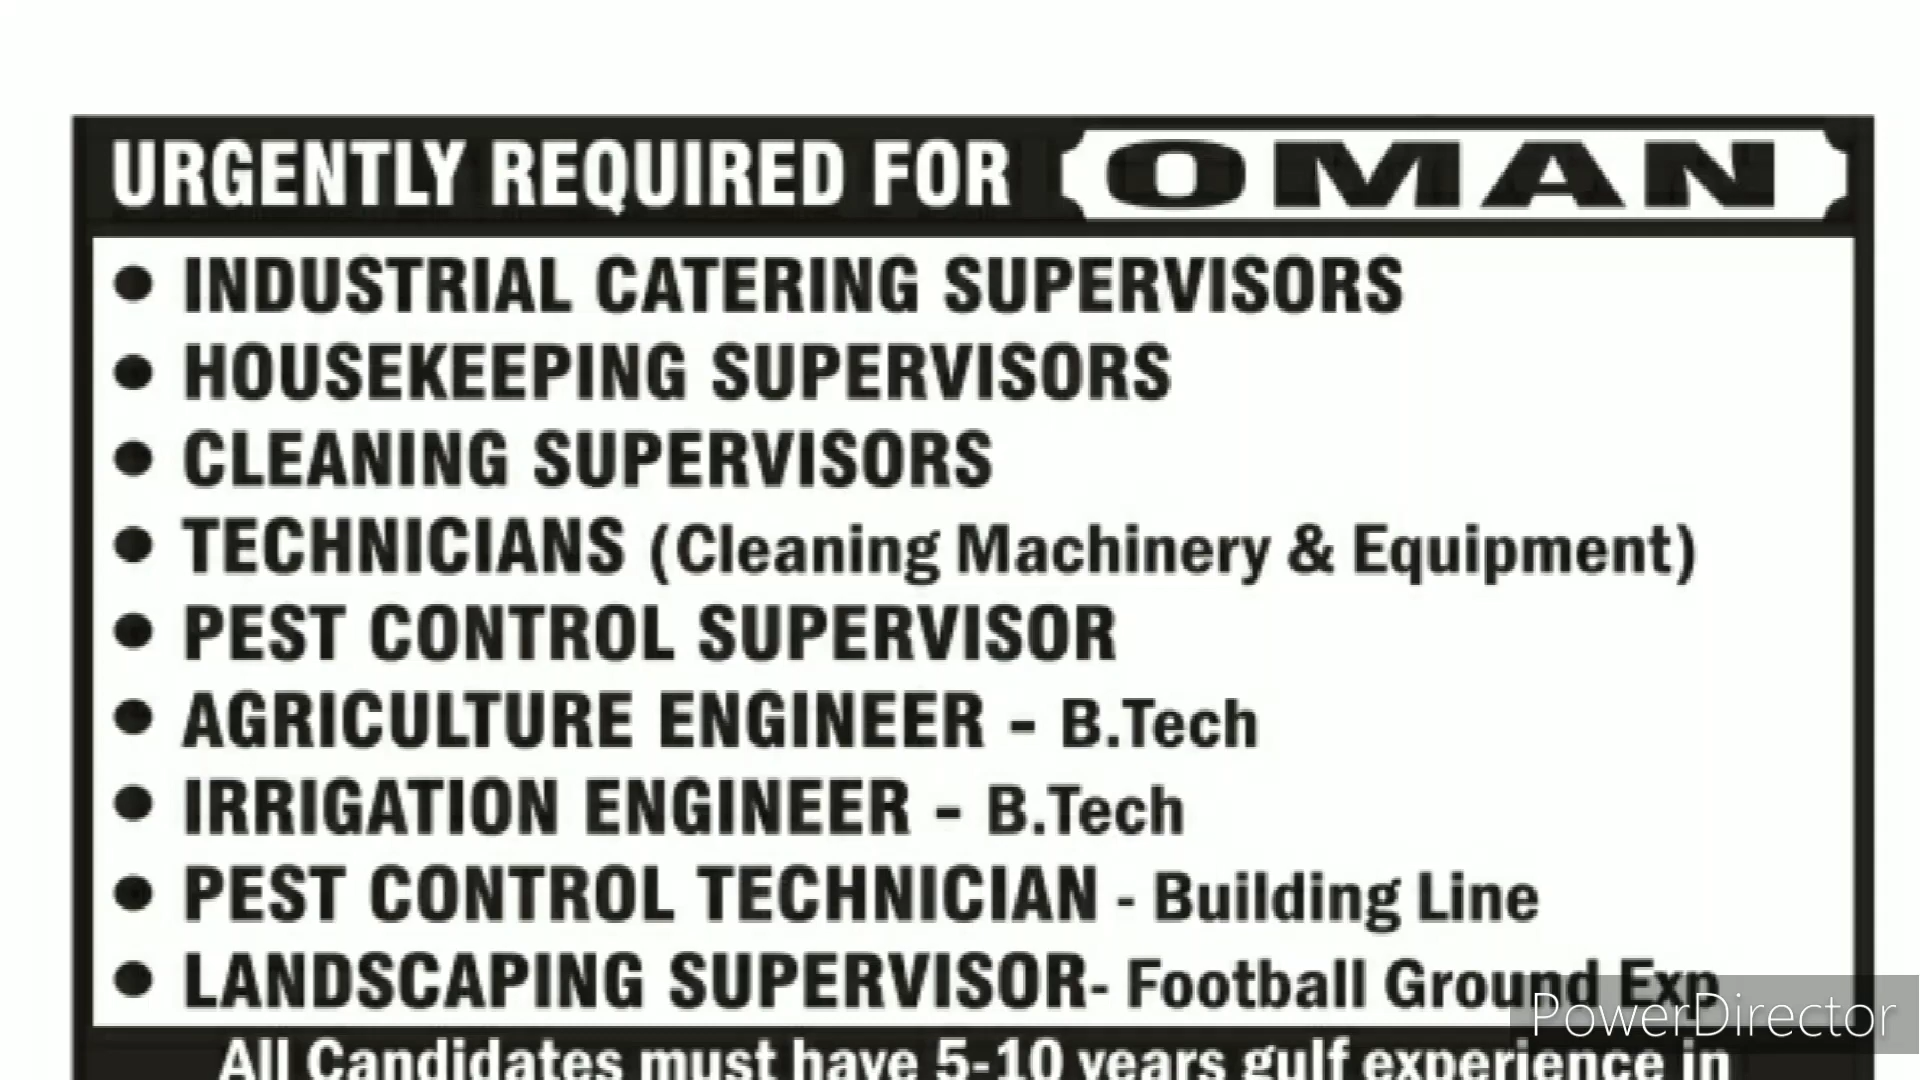 URGENTLY REQUIRED FOR OMAN
• INDUSTRIAL CATERING SUPERVISORS
• HOUSEKEEPING SUPERVISORS
• CLEANING SUPERVISORS
• TECHNICIANS (Cleaning Machinery & Equipment)
• PEST CONTROL SUPERVISOR
• AGRICULTURE ENGINEER - B.Tech
• IRRIGATION ENGINEER - B.Tech
• PEST CONTROL TECHNICIAN - Building Line
• LANDSCAPING SUPERVISOR- Football Ground Exp
PowerDirector
All Candidates must have 5-10 years gulf experience in